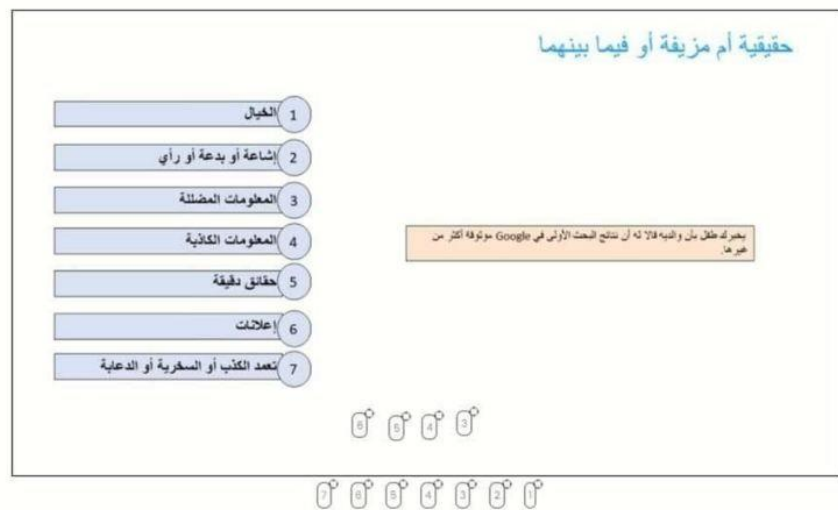 حقيقية أم مزيفة أو فيما بينهما
1 الخيال
2 إشاعة أو بدعة أو رأي
3 المعلومات المضللة
4 المعلومات الكاذبة
5 حقائق دقيقة
6 إعلانات
7 تعمد الكذب أو السخرية أو الدعابة
يخبرك طفل بأن والديه قالا له أن نتائج البحث الأولى في Google موثوقة أكثر من
غيرها.
6 5 4 3
7 6 5 4 3 2 1